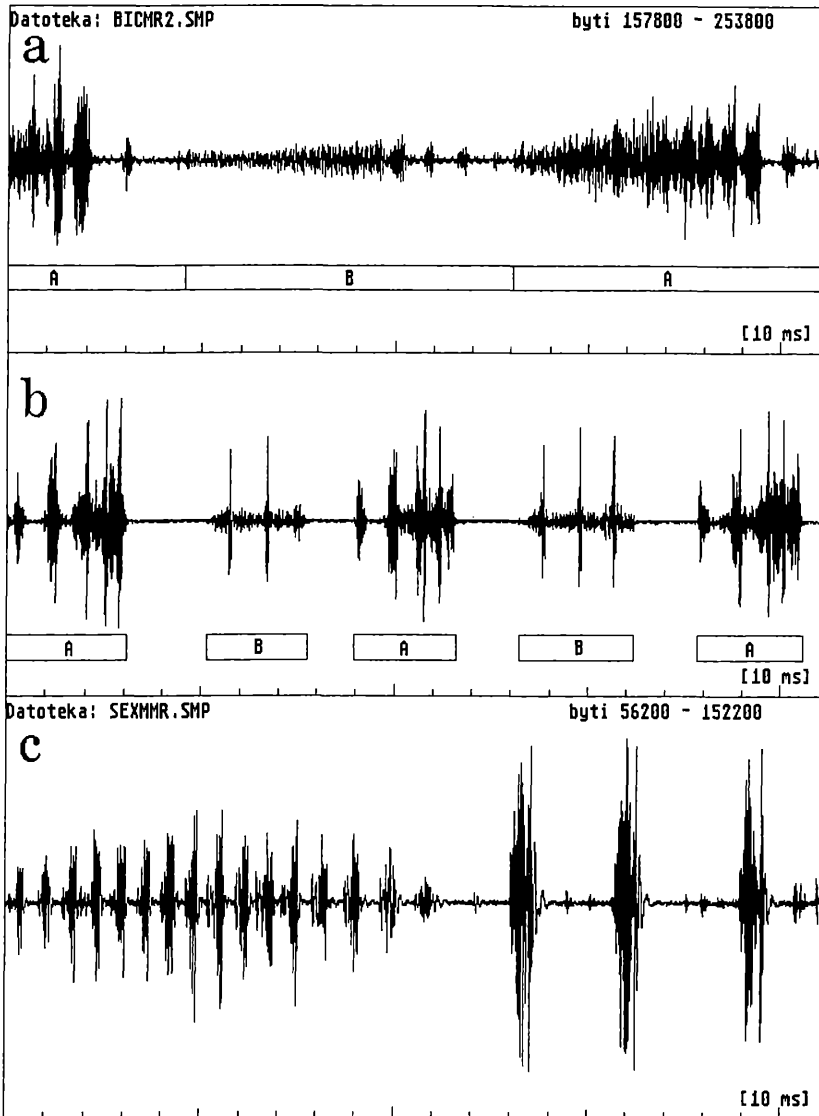 Datoteka: BICMR2.SMP byti 157800 - 253800
a
A B A
[10 ms]
b
A B A B A
[10 ms]
Datoteka: SEXMMR.SMP byti 56200 - 152200
c
[10 ms]